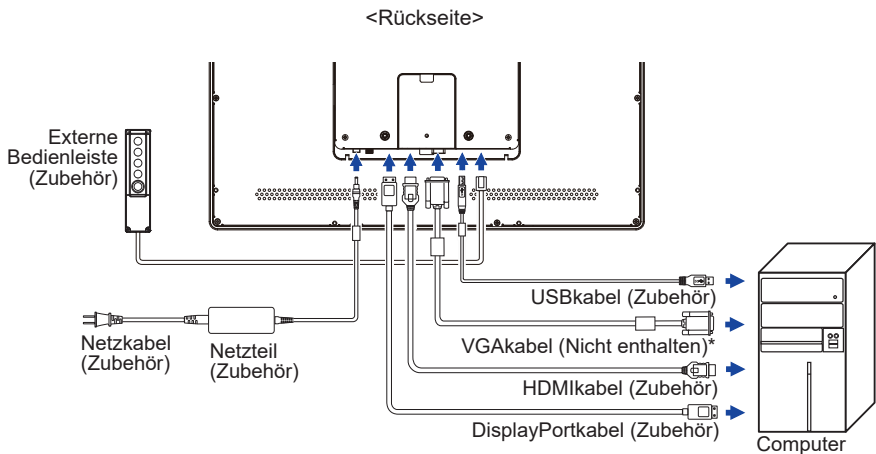 <Rückseite>
Externe
Bedienleiste
(Zubehör)
USBkabel (Zubehör)
Netzkabel
(Zubehör)
Netzteil
(Zubehör)
VGAkabel (Nicht enthalten)*
HDMIkabel (Zubehör)
DisplayPortkabel (Zubehör)
Computer